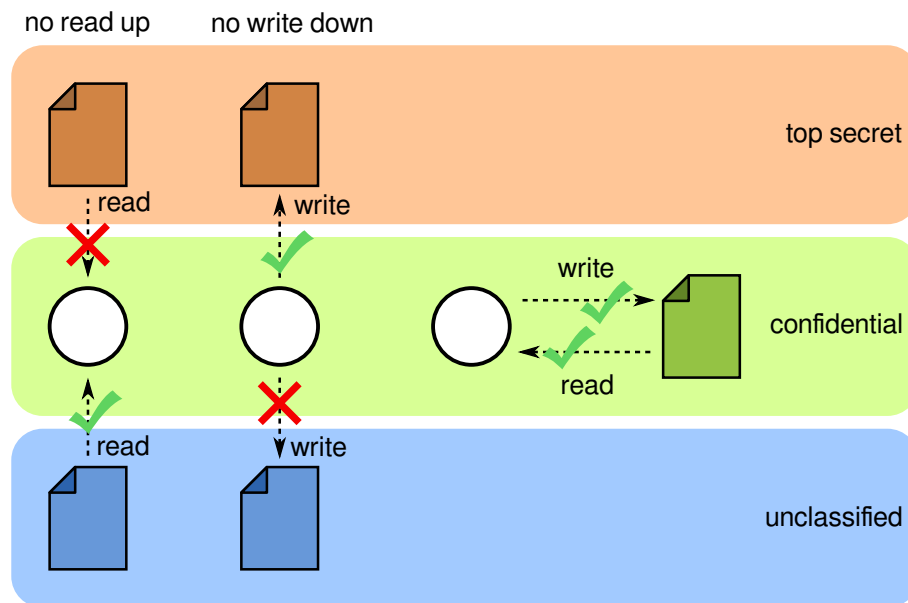 no read up
no write down
top secret
read
write
write
confidential
read
read
write
unclassified